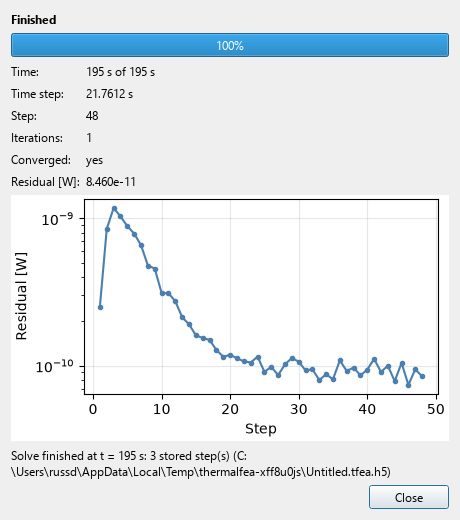 Finished
100%
Time: 195 s of 195 s
Time step: 21.7612 s
Step: 48
Iterations: 1
Converged: yes
Residual [W]: 8.460e-11
10⁻⁹
10⁻¹⁰
Residual [W]
0 10 20 30 40 50
Step
Solve finished at t = 195 s: 3 stored step(s) (C:
\Users\russd\AppData\Local\Temp\thermalfea-xff8u0js\Untitled.tfea.h5)
Close